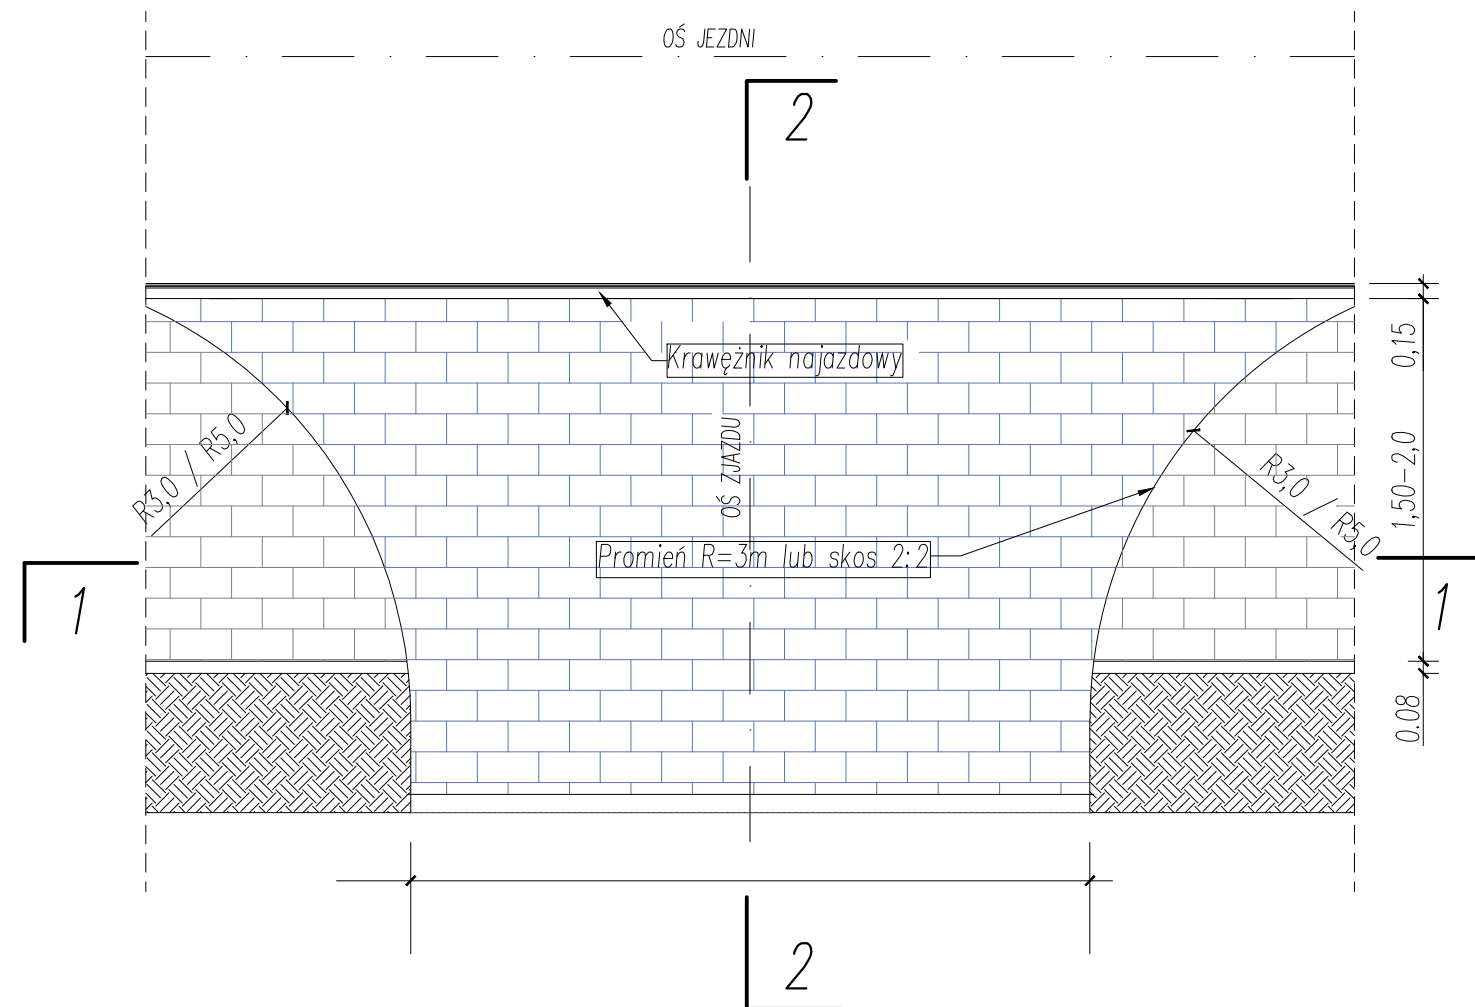 OŚ JEZDNI
2
Krawężnik najazdowy
0,15
R3,0 / R5,0
OŚ ZJAZDU
R3,0 / R5,0
1,50-2,0
Promień R=3m lub skos 2:2
1
1
0.08
2